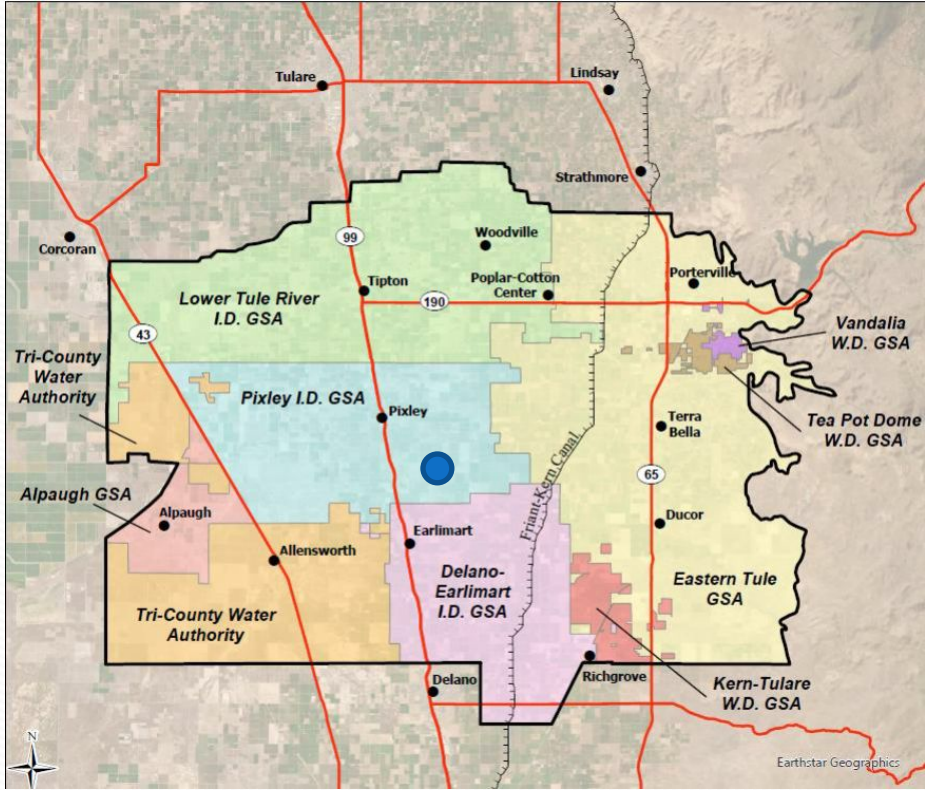 Tulare
Lindsay
Strathmore
Corcoran
99
Woodville
Tipton
Poplar-Cotton
Center
190
Porterville
Lower Tule River
I.D. GSA
43
Vandalia
W.D. GSA
Tri-County
Water
Authority
Pixley I.D. GSA
Pixley
Terra
Bella
Tea Pot Dome
W.D. GSA
Friant-Kern Canal
65
Alpaugh GSA
Alpaugh
Allensworth
Earlimart
Ducor
Delano-
Earlimart
I.D. GSA
Eastern Tule
GSA
Tri-County Water
Authority
Delano
Richgrove
Kern-Tulare
W.D. GSA
N
Earthstar Geographics